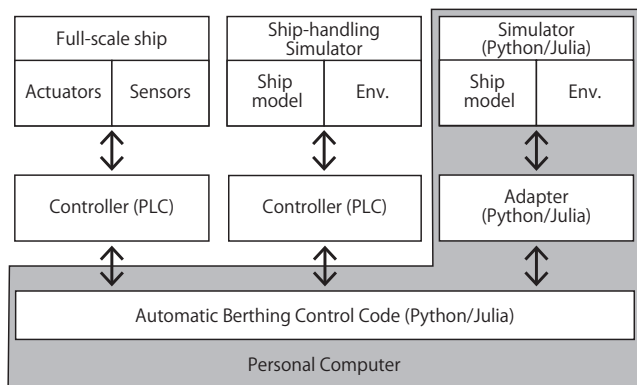 Full-scale ship
Actuators
Sensors
Ship-handling
Simulator
Ship
model
Env.
Simulator
(Python/Julia)
Ship
model
Env.
Controller (PLC)
Controller (PLC)
Adapter
(Python/Julia)
Automatic Berthing Control Code (Python/Julia)
Personal Computer